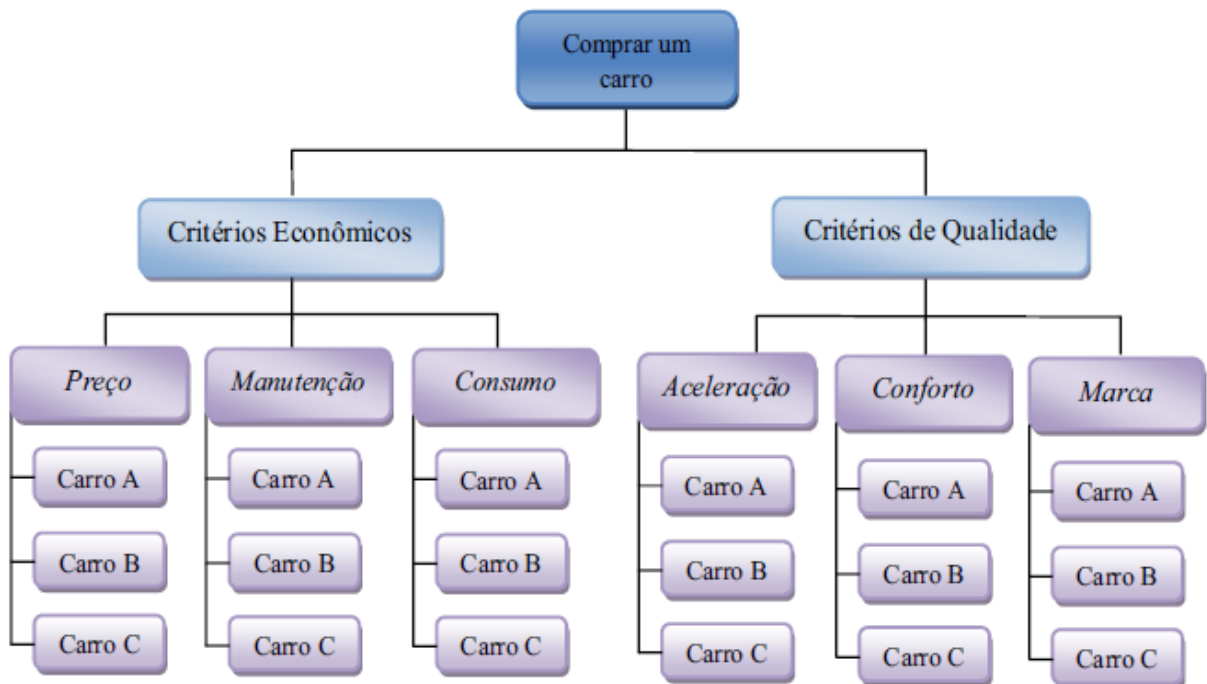 Comprar um
carro
Critérios Econômicos
Critérios de Qualidade
Preço
Manutenção
Consumo
Aceleração
Conforto
Marca
Carro A
Carro A
Carro A
Carro A
Carro A
Carro A
Carro B
Carro B
Carro B
Carro B
Carro B
Carro B
Carro C
Carro C
Carro C
Carro C
Carro C
Carro C